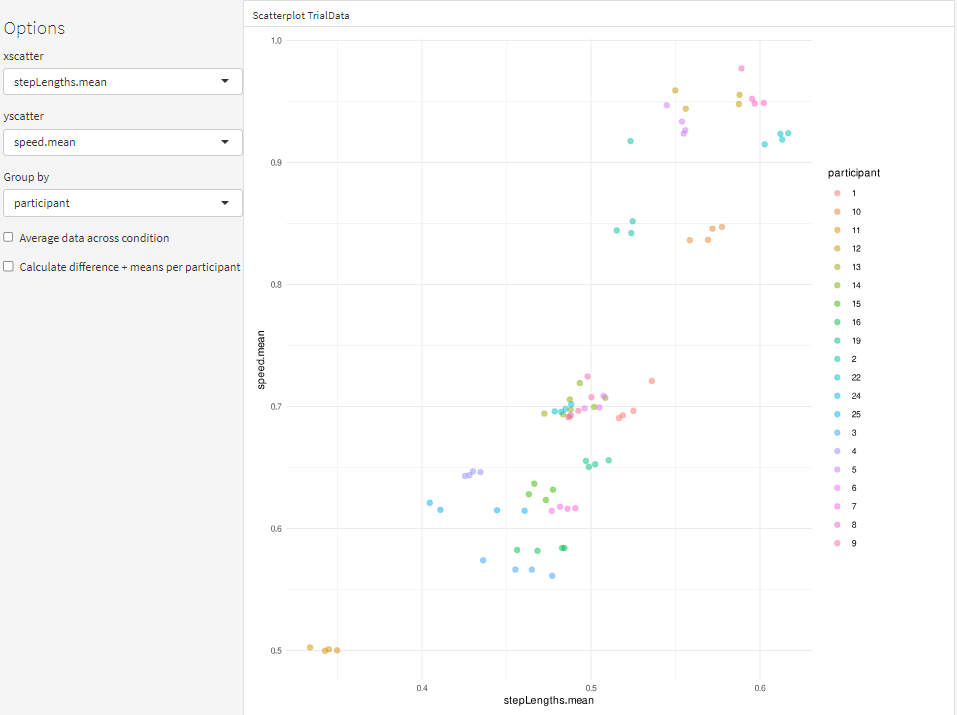 Options
xscatter
stepLengths.mean
yscatter
speed.mean
Group by
participant
Average data across condition
Calculate difference + means per participant
Scatterplot TrialData
1.0
0.9
0.8
0.7
0.6
0.5
speed.mean
0.4
0.5
0.6
stepLengths.mean
participant
1
10
11
12
13
14
15
16
19
2
22
24
25
3
4
5
6
7
8
9